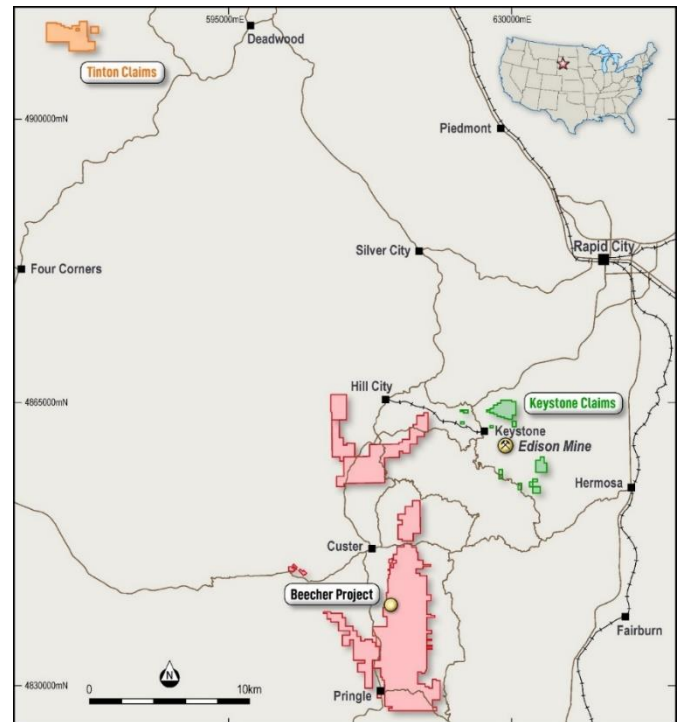 595000mE
630000mE
Deadwood
Tinton Claims
4900000mN
Piedmont
Silver City
Rapid City
Four Corners
Hill City
4865000mN
Keystone Claims
Keystone
Edison Mine
Hermosa
Custer
Beecher Project
Fairburn
N
4830000mN
0
10km
Pringle